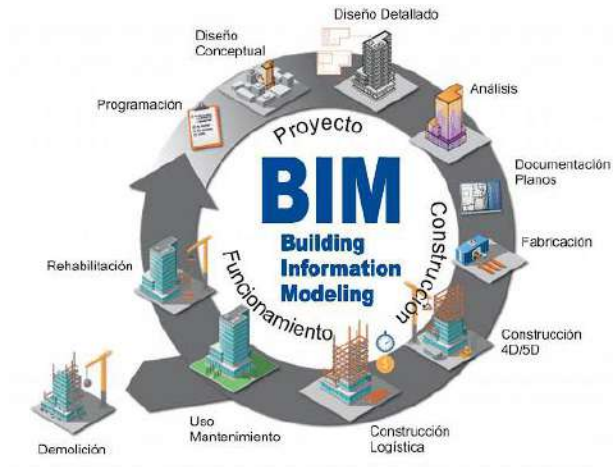 Diseño Detallado
Diseño
Conceptual
Análisis
Programación
Proyecto
Documentación
Planos
BIM
Building
Information
Modeling
Construcción
Fabricación
Funcionamiento
Rehabilitación
Construcción
4D/5D
Uso
Mantenimiento
Construcción
Logística
Demolición